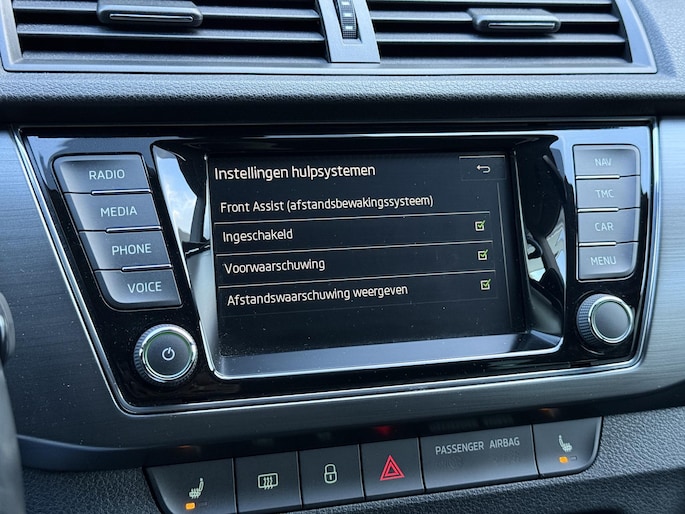 RADIO
MEDIA
PHONE
VOICE
Instellingen hulpsystemen
Front Assist (afstandsbewakingssysteem)
Ingeschakeld
Voorwaarschuwing
Afstandswaarschuwing weergeven
NAV
TMC
CAR
MENU
PASSENGER AIRBAG